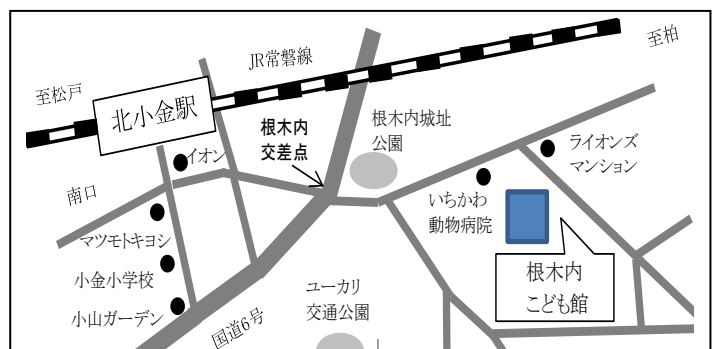 JR常磐線
至柏
至松戸
北小金駅
根木内
交差点
根木内城址
公園
ライオンズ
マンション
イオン
南口
いちかわ
動物病院
マツモトキヨシ
小金小学校
小山ガーデン
国道6号
ユーカリ
交通公園
根木内
こども館